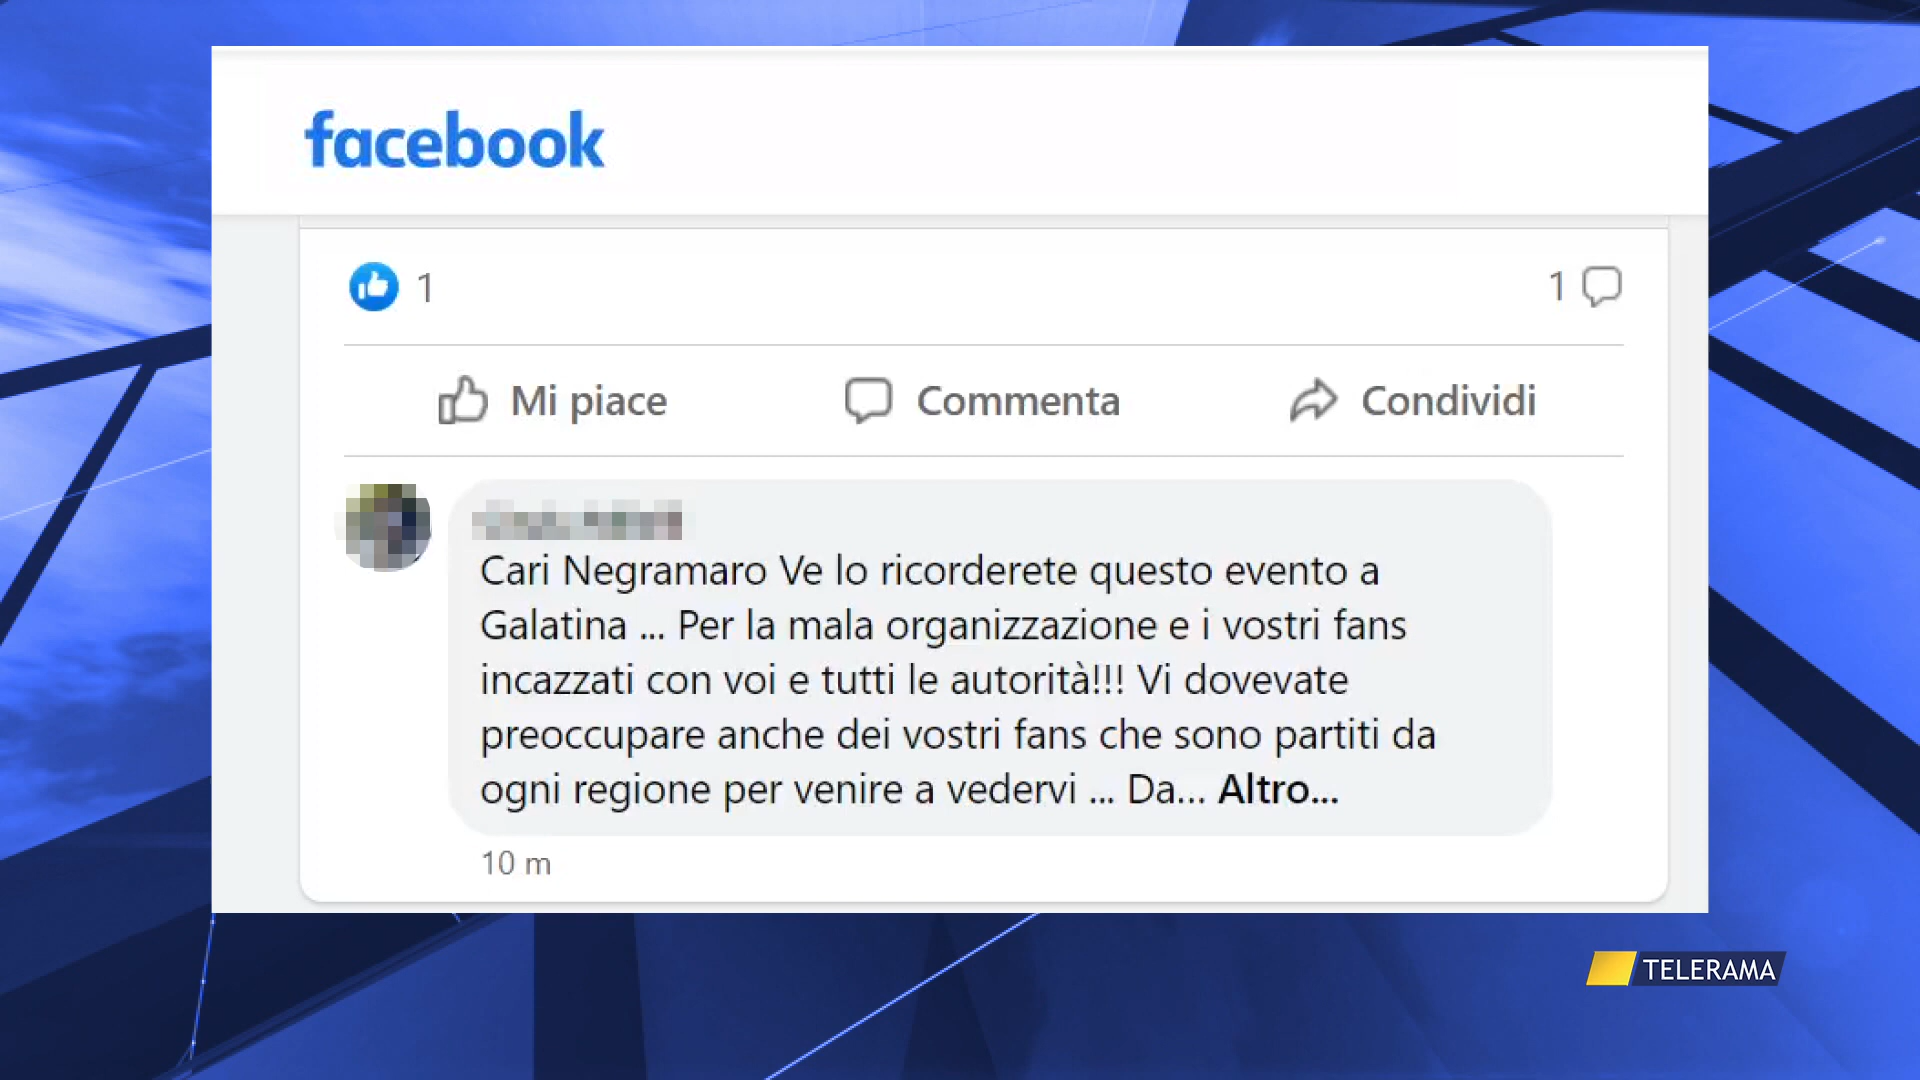 facebook
1
1
Mi piace
Commenta
Condividi
Cari Negramaro Ve lo ricorderete questo evento a
Galatina ... Per la mala organizzazione e i vostri fans
incazzati con voi e tutti le autorità!!! Vi dovevate
preoccupare anche dei vostri fans che sono partiti da
ogni regione per venire a vedervi ... Da... Altro...
10 m
TELERAMA